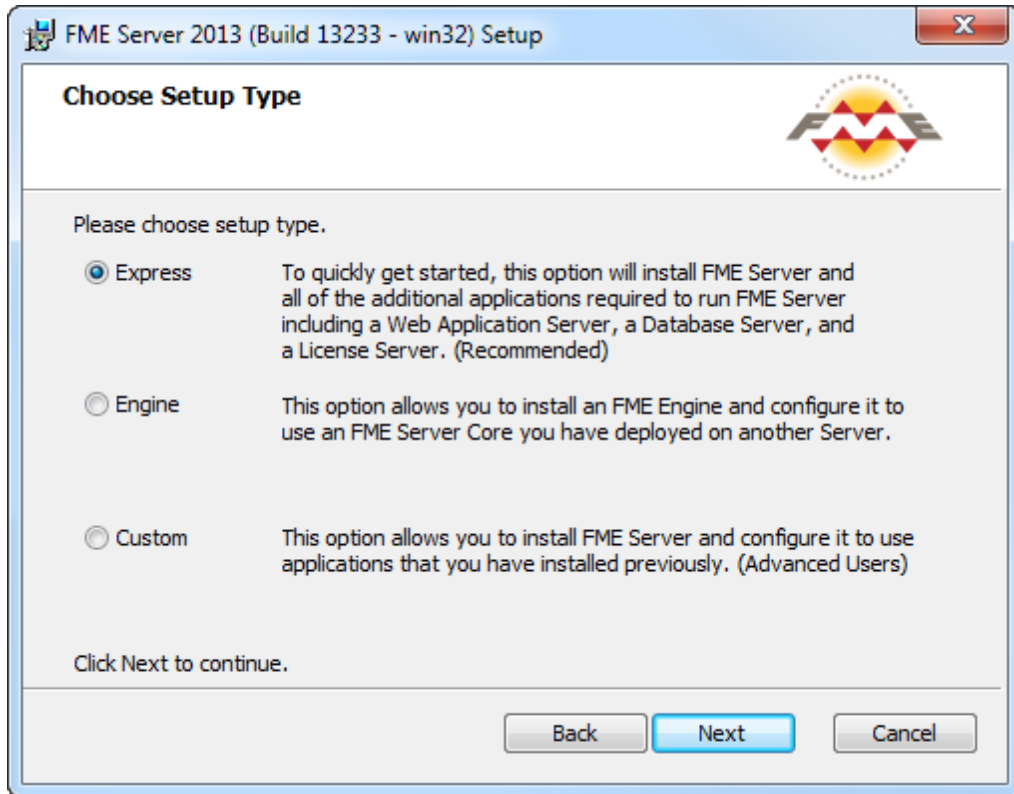 FME Server 2013 (Build 13233 - win32) Setup
Choose Setup Type
FME
Please choose setup type.
Express
To quickly get started, this option will install FME Server and
all of the additional applications required to run FME Server
including a Web Application Server, a Database Server, and
a License Server. (Recommended)
Engine
This option allows you to install an FME Engine and configure it to
use an FME Server Core you have deployed on another Server.
Custom
This option allows you to install FME Server and configure it to use
applications that you have installed previously. (Advanced Users)
Click Next to continue.
Back
Next
Cancel